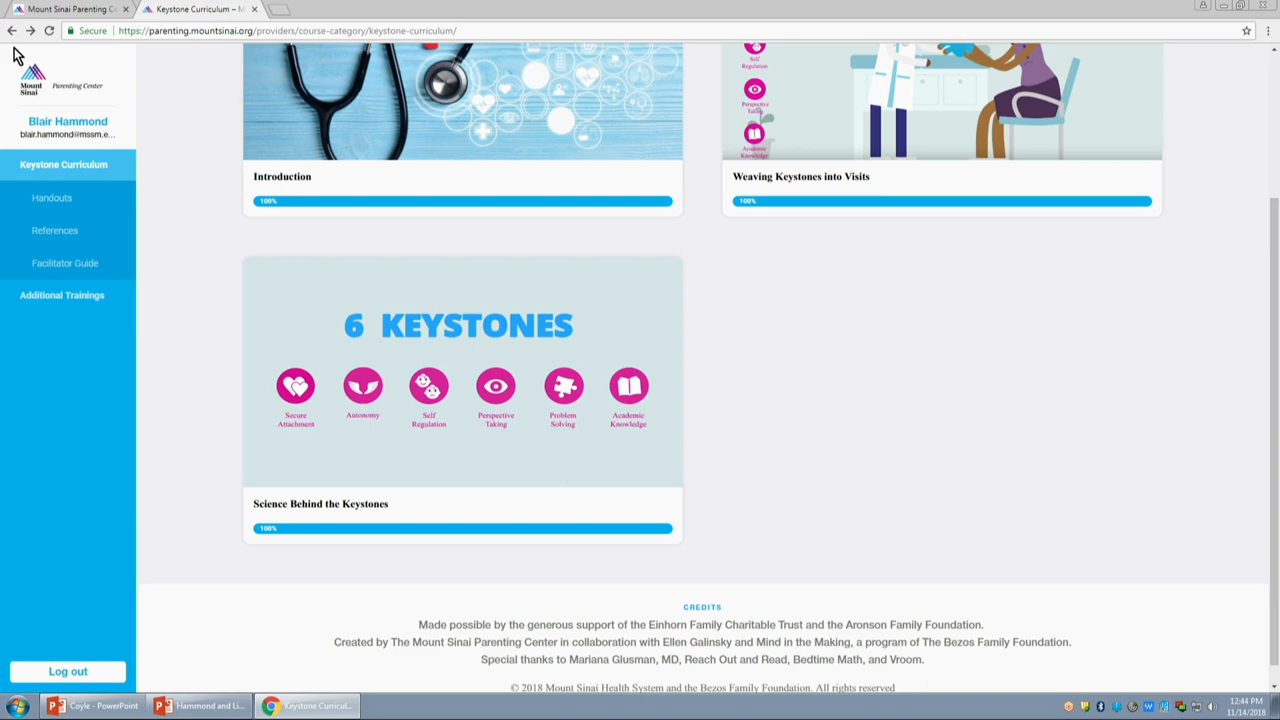 Mount Sinai Parenting C
Keystone Curriculum – M
Secure
https://parenting.mountsinai.org/providers/course-category/keystone-curriculum/
Mount
Sinai
Parenting Center
Blair Hammond
blair.hammond@mssm.e...
Keystone Curriculum
Handouts
References
Facilitator Guide
Additional Trainings
Log out
Self
Regulation
Perspective
Taking
Academic
Knowledge
Introduction
100%
Weaving Keystones into Visits
100%
6 KEYSTONES
Secure
Attachment
Autonomy
Self
Regulation
Perspective
Taking
Problem
Solving
Academic
Knowledge
Science Behind the Keystones
100%
CREDITS
Made possible by the generous support of the Einhorn Family Charitable Trust and the Aronson Family Foundation.
Created by The Mount Sinai Parenting Center in collaboration with Ellen Galinsky and Mind in the Making, a program of The Bezos Family Foundation.
Special thanks to Mariana Glusman, MD, Reach Out and Read, Bedtime Math, and Vroom.
© 2018 Mount Sinai Health System and the Bezos Family Foundation. All rights reserved
Coyle - PowerPoint
Hammond and Li...
Keystone Curricul...
12:44 PM
11/14/2018